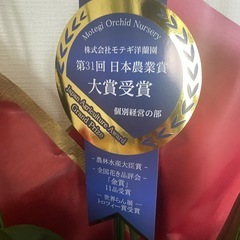 Motegi Orchid Nursery
株式会社モテギ洋蘭園
第31回 日本農業賞
大賞受賞
個別経営の部
Japan Agriculture Award
Grand Prize
- 農林水産大臣賞 -
- 全国花き品評会 -
「金賞」
11品受賞
- 世界らん展 -
トロフィー賞受賞